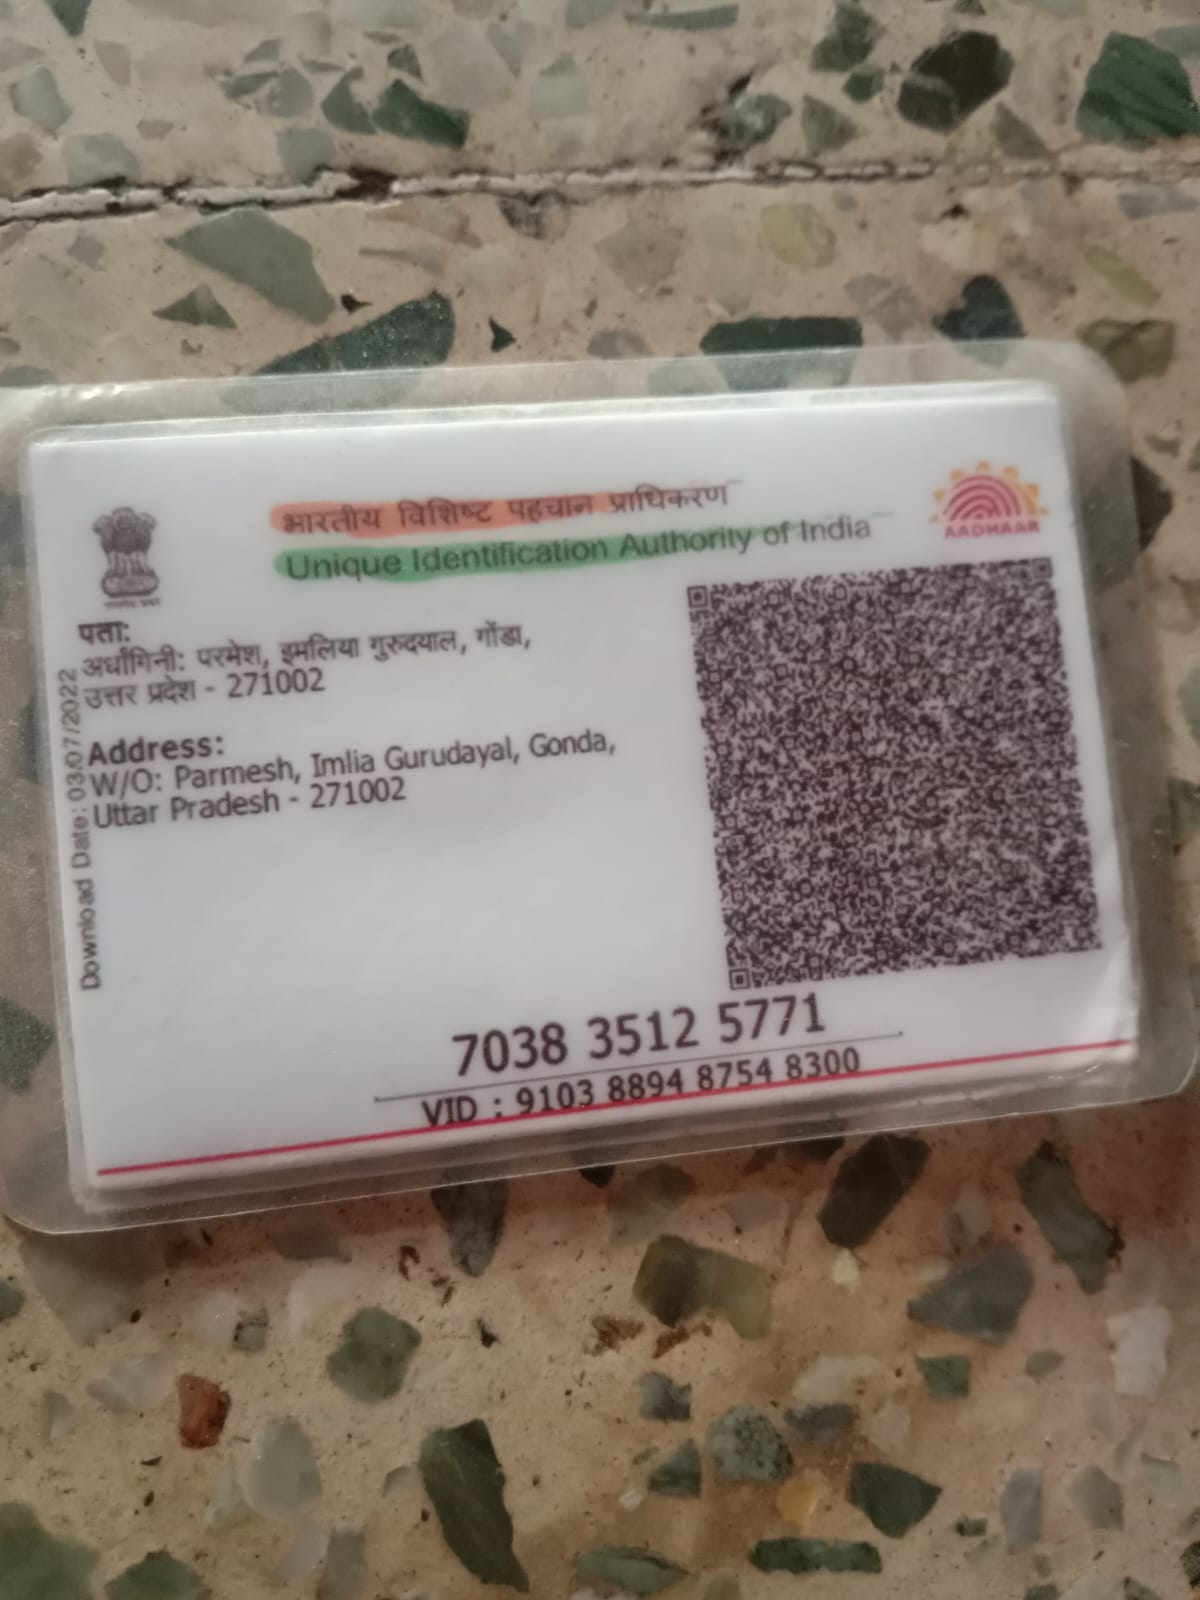 भारतीय विशिष्ट पहचान प्राधिकरण
Unique Identification Authority of India
AADHAAR
पता:
अर्धांगिनी: परमेश, इमलिया गुरुदयाल, गोंडा,
उत्तर प्रदेश - 271002
Address:
W/O: Parmesh, Imlia Gurudayal, Gonda,
Uttar Pradesh - 271002
Download Date: 03/07/2022
7038 3512 5771
VID : 9103 8894 8754 8300